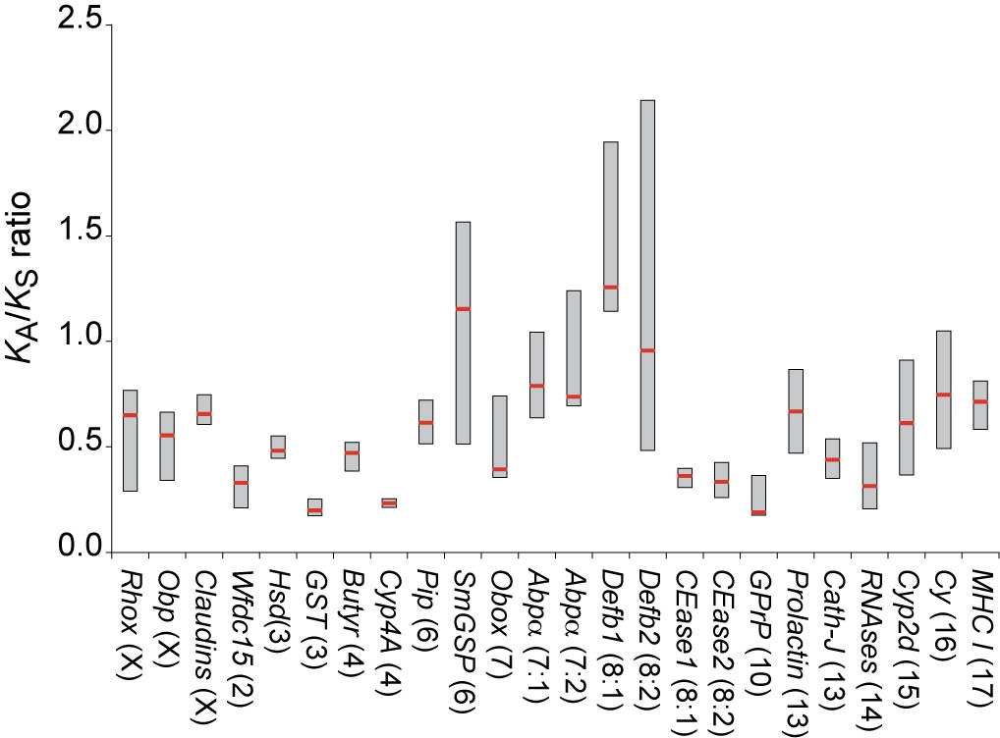 2.5
2.0
1.5
1.0
0.5
0.0
KA/KS ratio
Rhox (X)
Obp (X)
Claudins (X)
Wfdc15 (2)
Hsd(3)
GST (3)
Butyr (4)
Cyp4A (4)
Pip (6)
SmGSP (6)
Obox (7)
Abpα (7:1)
Abpα (7:2)
Defb1 (8:1)
Defb2 (8:2)
CEase1 (8:1)
CEase2 (8:2)
GPrP (10)
Prolactin (13)
Cath-J (13)
RNAses (14)
Cyp2d (15)
Cy (16)
MHC I (17)